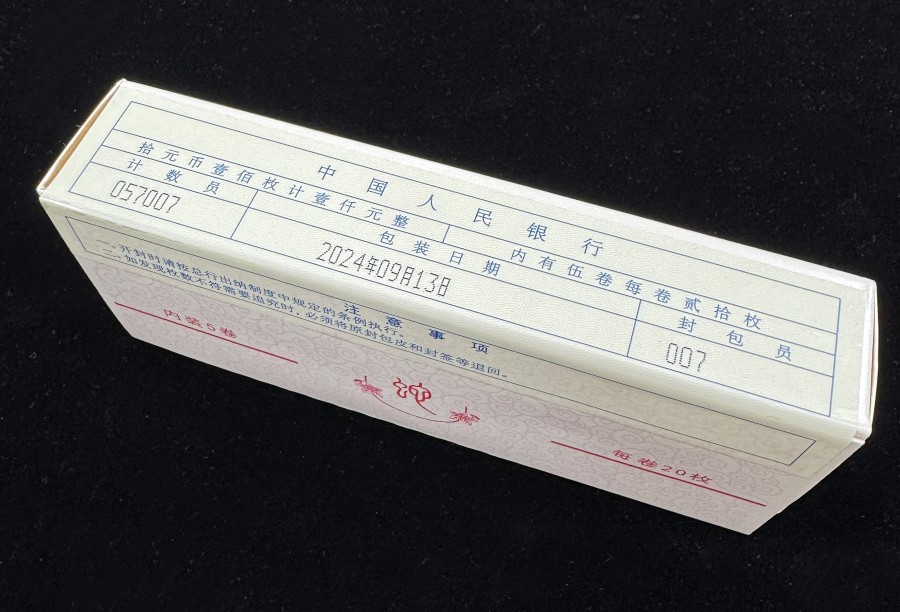 中国人民银行
拾元币壹佰枚计壹仟元整
内有伍卷每卷贰拾枚
计数员
包装日期
封包员
057007
2024年09月13日
007
注意事项
一、开封时请按总行出纳制度中规定的条例执行。
二、如发现枚数不符需要追究时，必须将原封包皮和封签等退回。
内装5卷
每卷20枚